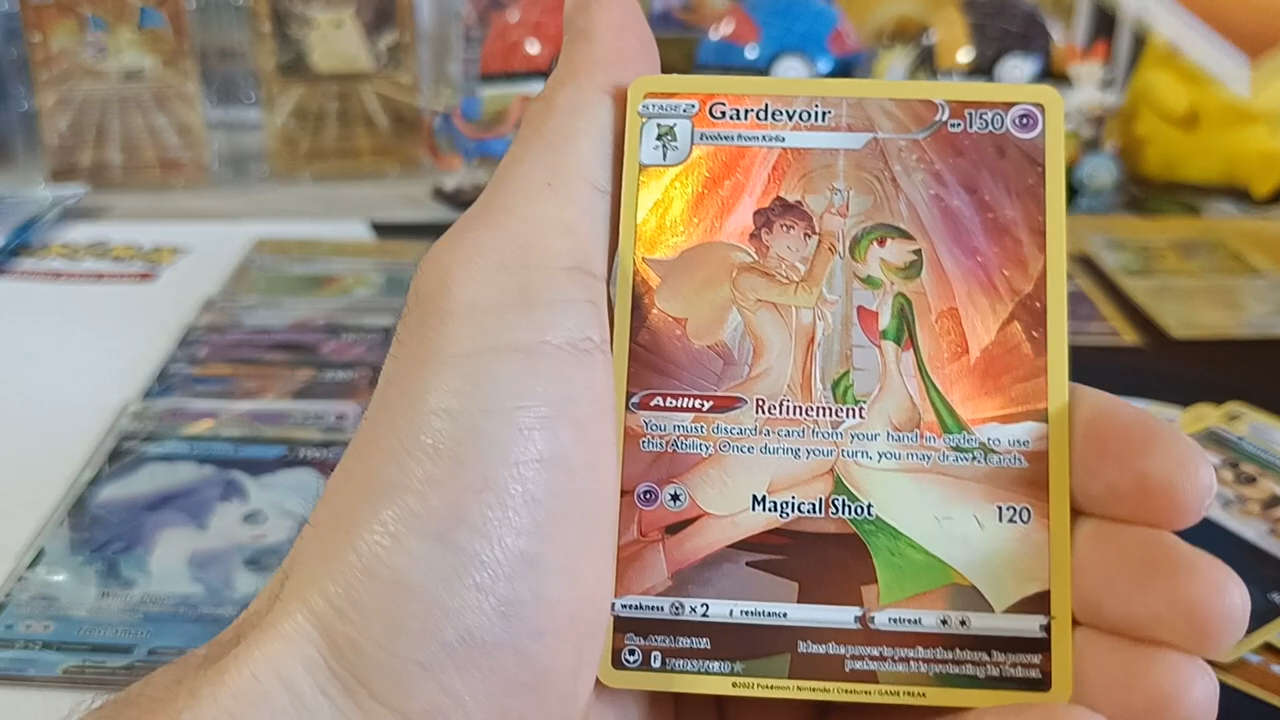 STAGE 2
Gardevoir
HP 150
Evolves from Kirlia
Ability Refinement
You must discard a card from your hand in order to use
this Ability. Once during your turn, you may draw 2 cards.
Magical Shot 120
weakness ×2 resistance retreat
Illus. AKIRA EGAWA
F TG05/TG30
It has the power to predict the future. Its power
peaks when it is protecting its Trainer.
©2022 Pokémon / Nintendo / Creatures / GAME FREAK